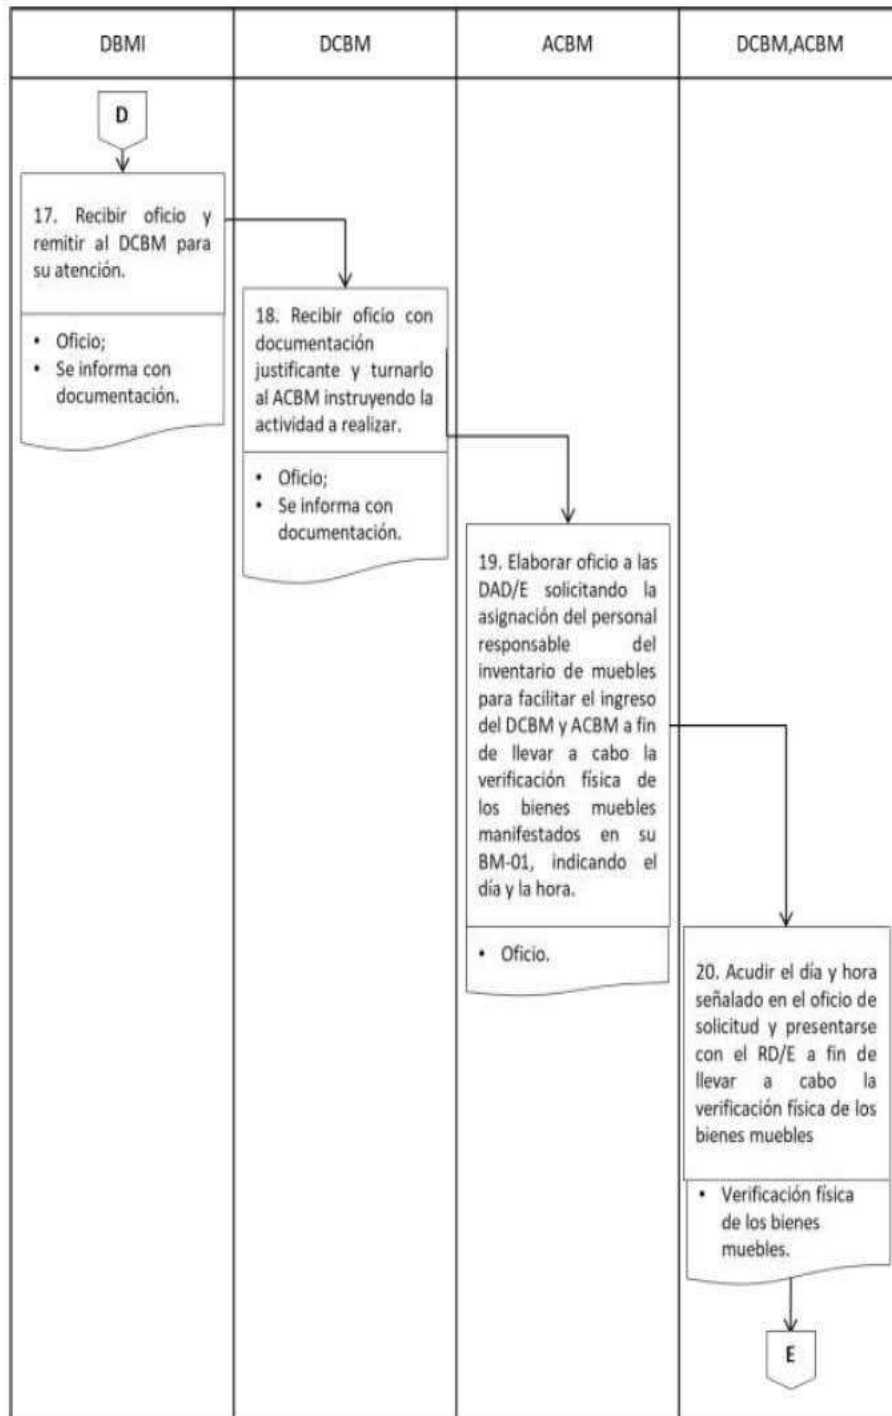 DBMI
DCBM
ACBM
DCBM,ACBM
D
17. Recibir oficio y
remitir al DCBM para
su atención.
• Oficio;
• Se informa con
documentación.
18. Recibir oficio con
documentación
justificante y turnarlo
al ACBM instruyendo la
actividad a realizar.
• Oficio;
• Se informa con
documentación.
19. Elaborar oficio a las
DAD/E solicitando la
asignación del personal
responsable del
inventario de muebles
para facilitar el ingreso
del DCBM y ACBM a fin
de llevar a cabo la
verificación física de
los bienes muebles
manifestados en su
BM-01, indicando el
día y la hora.
• Oficio.
20. Acudir el día y hora
señalado en el oficio de
solicitud y presentarse
con el RD/E a fin de
llevar a cabo la
verificación física de los
bienes muebles
• Verificación física
de los bienes
muebles.
E